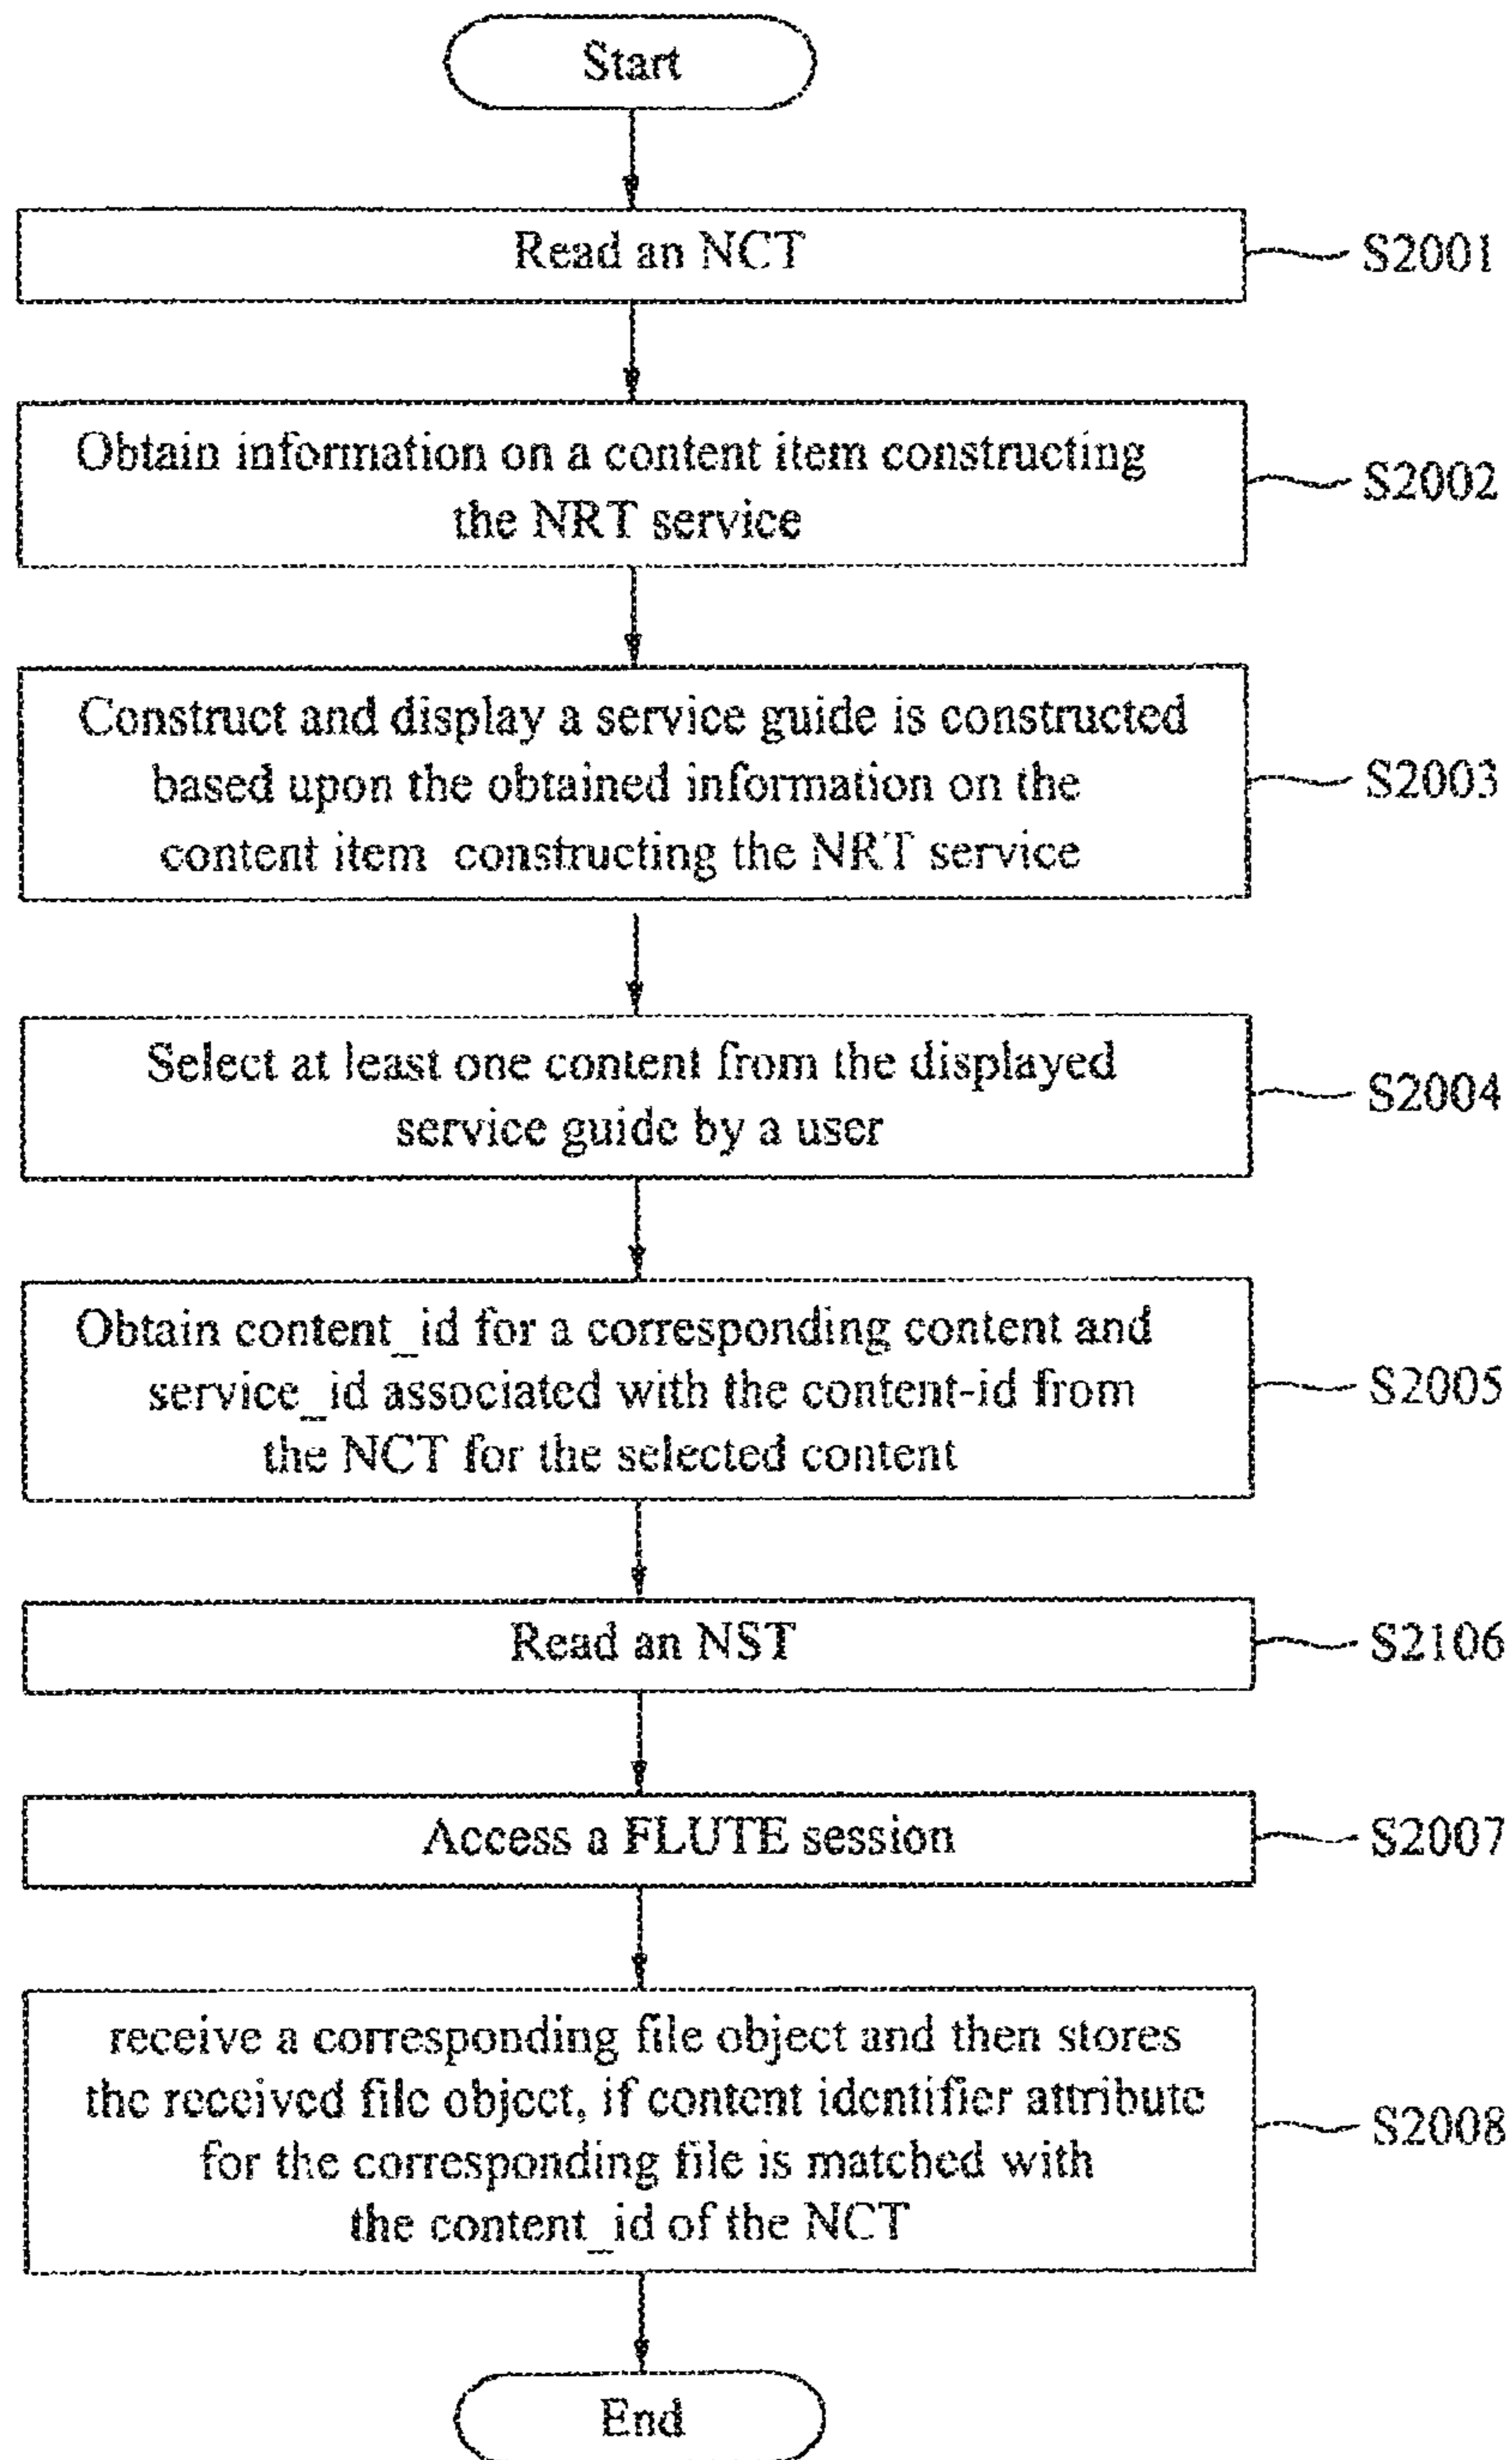 Start
Read an NCT
S2001
Obtain information on a content item constructing
the NRT service
S2002
Construct and display a service guide is constructed
based upon the obtained information on the
content item constructing the NRT service
S2003
Select at least one content from the displayed
service guide by a user
S2004
Obtain content_id for a corresponding content and
service_id associated with the content-id from
the NCT for the selected content
S2005
Read an NST
S2106
Access a FLUTE session
S2007
receive a corresponding file object and then stores
the received file object, if content identifier attribute
for the corresponding file is matched with
the content_id of the NCT
S2008
End